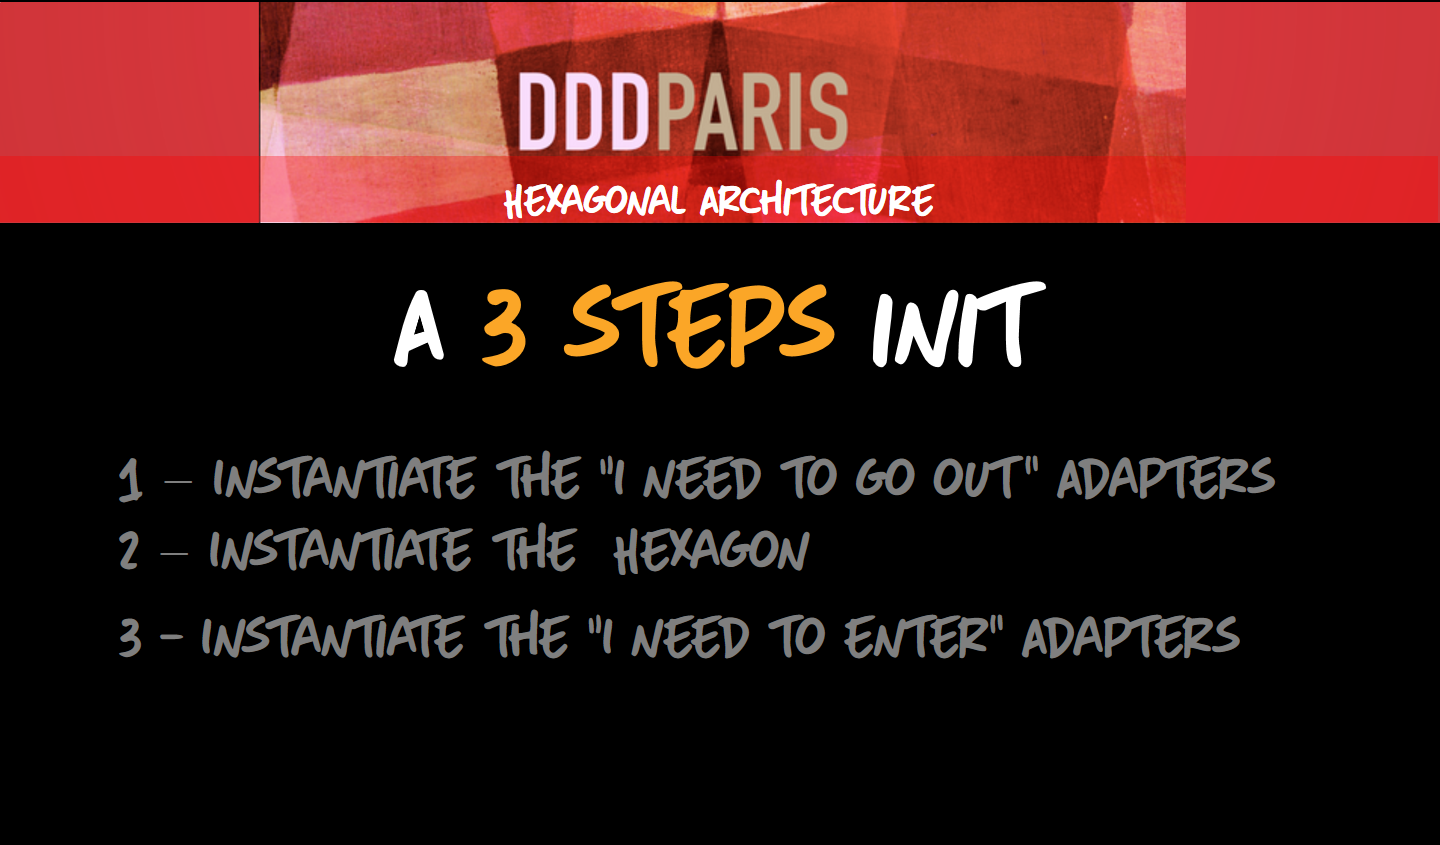 DDDPARIS
HEXAGONAL ARCHITECTURE
A 3 STEPS INIT
1 – INSTANTIATE THE "I NEED TO GO OUT" ADAPTERS
2 – INSTANTIATE THE HEXAGON
3 - INSTANTIATE THE "I NEED TO ENTER" ADAPTERS